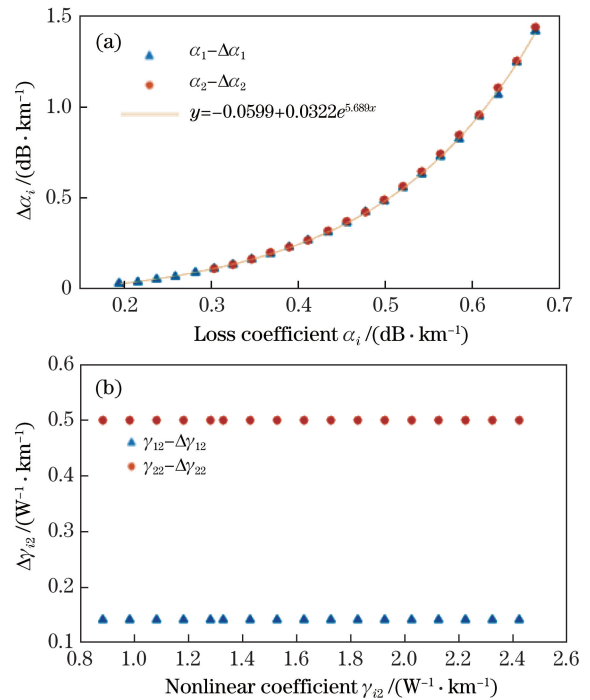 (a)
α₁–Δα₁
α₂–Δα₂
y=−0.0599+0.0322e^{5.689x}
1.5
1.0
0.5
0
0.2 0.3 0.4 0.5 0.6 0.7
Δαᵢ/(dB·km⁻¹)
Loss coefficient αᵢ/(dB·km⁻¹)
(b)
γ₁₂–Δγ₁₂
γ₂₂–Δγ₂₂
0.6
0.5
0.4
0.3
0.2
0.1
0.8 1.0 1.2 1.4 1.6 1.8 2.0 2.2 2.4 2.6
Δγᵢ₂/(W⁻¹·km⁻¹)
Nonlinear coefficient γᵢ₂/(W⁻¹·km⁻¹)